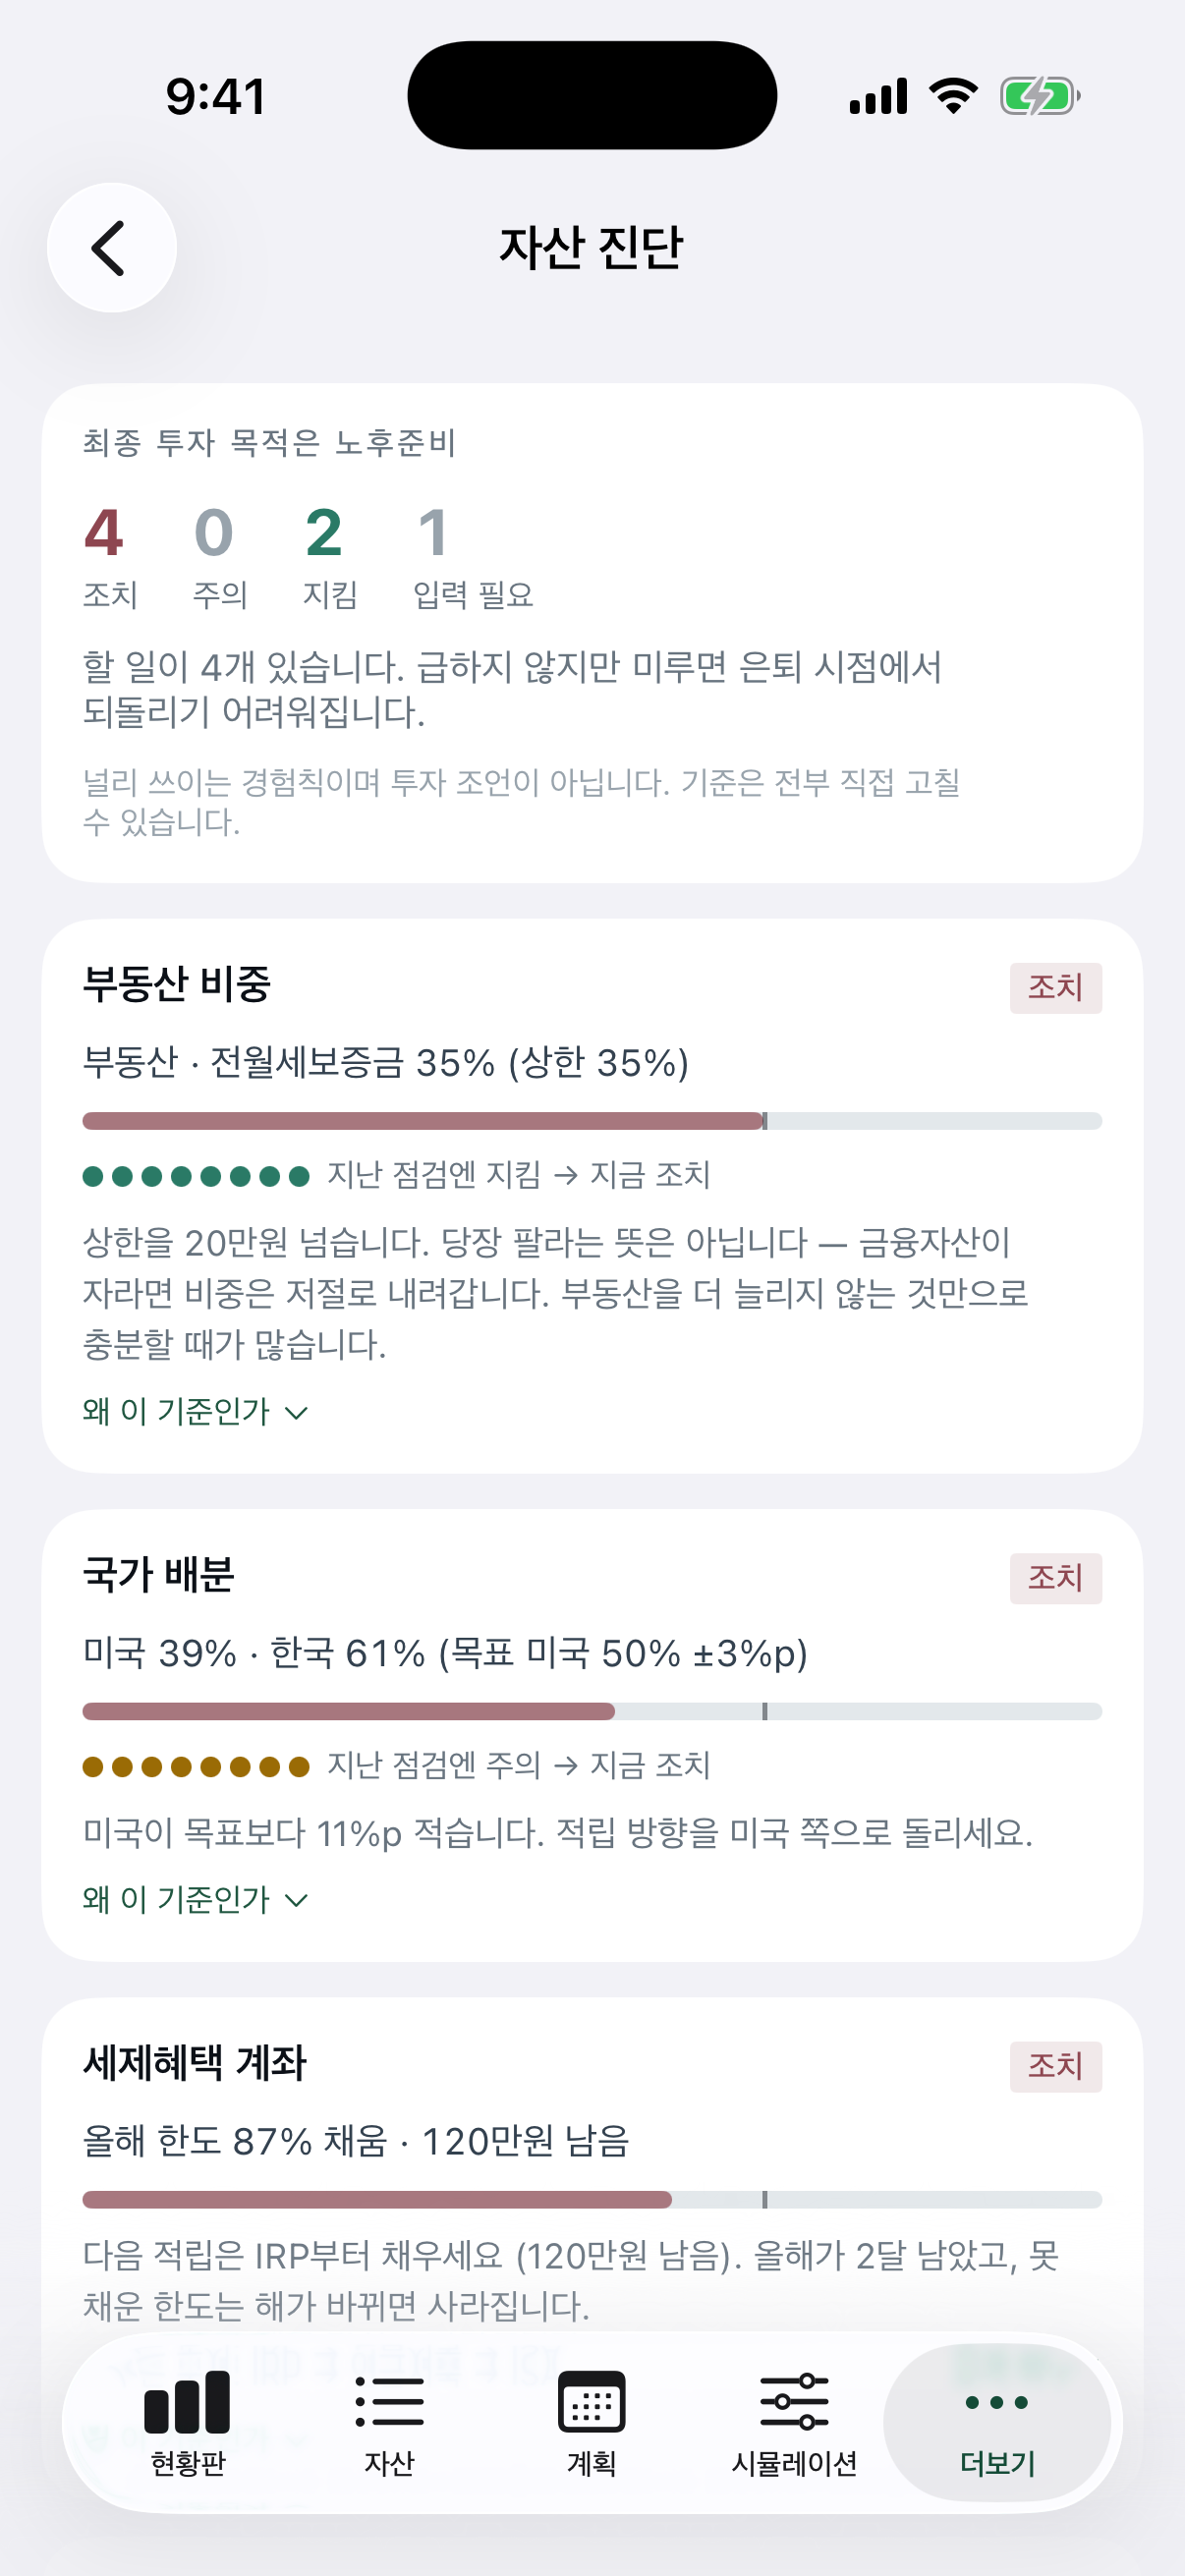 9:41
자산 진단
최종 투자 목적은 노후준비
4 0 2 1
조치 주의 지킴 입력 필요
할 일이 4개 있습니다. 급하지 않지만 미루면 은퇴 시점에서
되돌리기 어려워집니다.
널리 쓰이는 경험칙이며 투자 조언이 아닙니다. 기준은 전부 직접 고칠
수 있습니다.
부동산 비중 조치
부동산 · 전월세보증금 35% (상한 35%)
지난 점검엔 지킴 → 지금 조치
상한을 20만원 넘습니다. 당장 팔라는 뜻은 아닙니다 — 금융자산이
자라면 비중은 저절로 내려갑니다. 부동산을 더 늘리지 않는 것만으로
충분할 때가 많습니다.
왜 이 기준인가
국가 배분 조치
미국 39% · 한국 61% (목표 미국 50% ±3%p)
지난 점검엔 주의 → 지금 조치
미국이 목표보다 11%p 적습니다. 적립 방향을 미국 쪽으로 돌리세요.
왜 이 기준인가
세제혜택 계좌 조치
올해 한도 87% 채움 · 120만원 남음
다음 적립은 IRP부터 채우세요 (120만원 남음). 올해가 2달 남았고, 못
채운 한도는 해가 바뀌면 사라집니다.
현황판 자산 계획 시뮬레이션 더보기